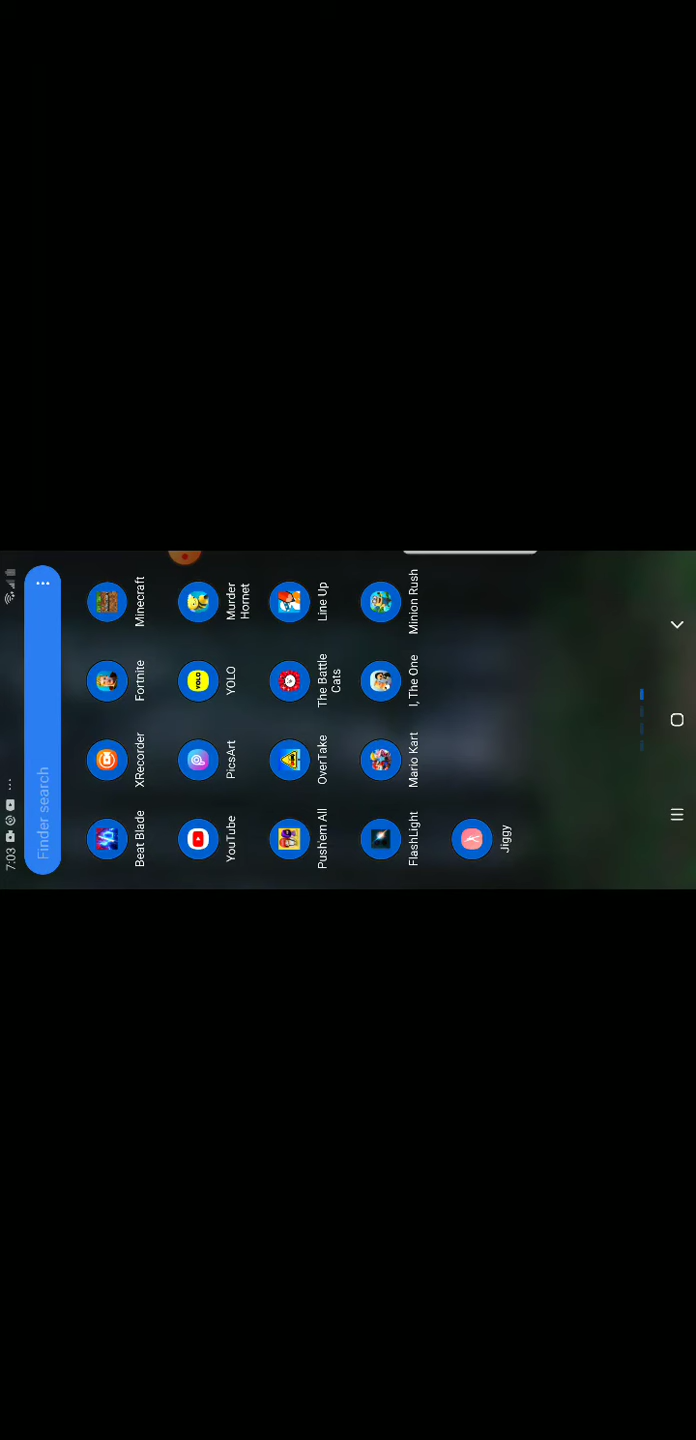 7:03
Finder search
Beat Blade
XRecorder
Fortnite
Minecraft
YouTube
PicsArt
YOLO
YOLO
Murder
Hornet
Push'em All
OverTake
The Battle
Cats
Line Up
FlashLight
Mario Kart
I, The One
Minion Rush
Jiggy